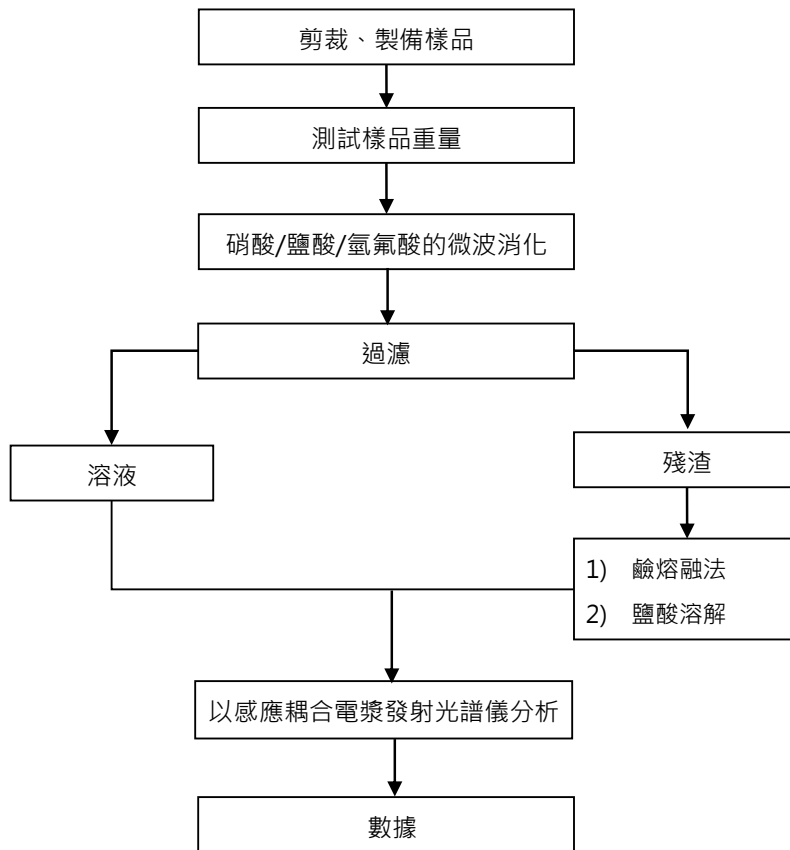 剪裁、製備樣品
測試樣品重量
硝酸/鹽酸/氫氟酸的微波消化
過濾
溶液
殘渣
1) 鹼熔融法
2) 鹽酸溶解
以感應耦合電漿發射光譜儀分析
數據